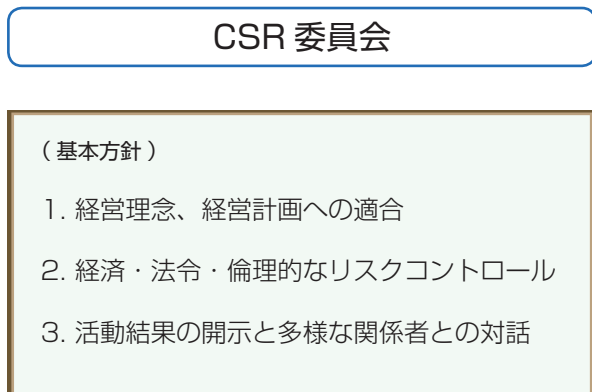 CSR 委員会
（基本方針）
1. 経営理念、経営計画への適合
2. 経済・法令・倫理的なリスクコントロール
3. 活動結果の開示と多様な関係者との対話